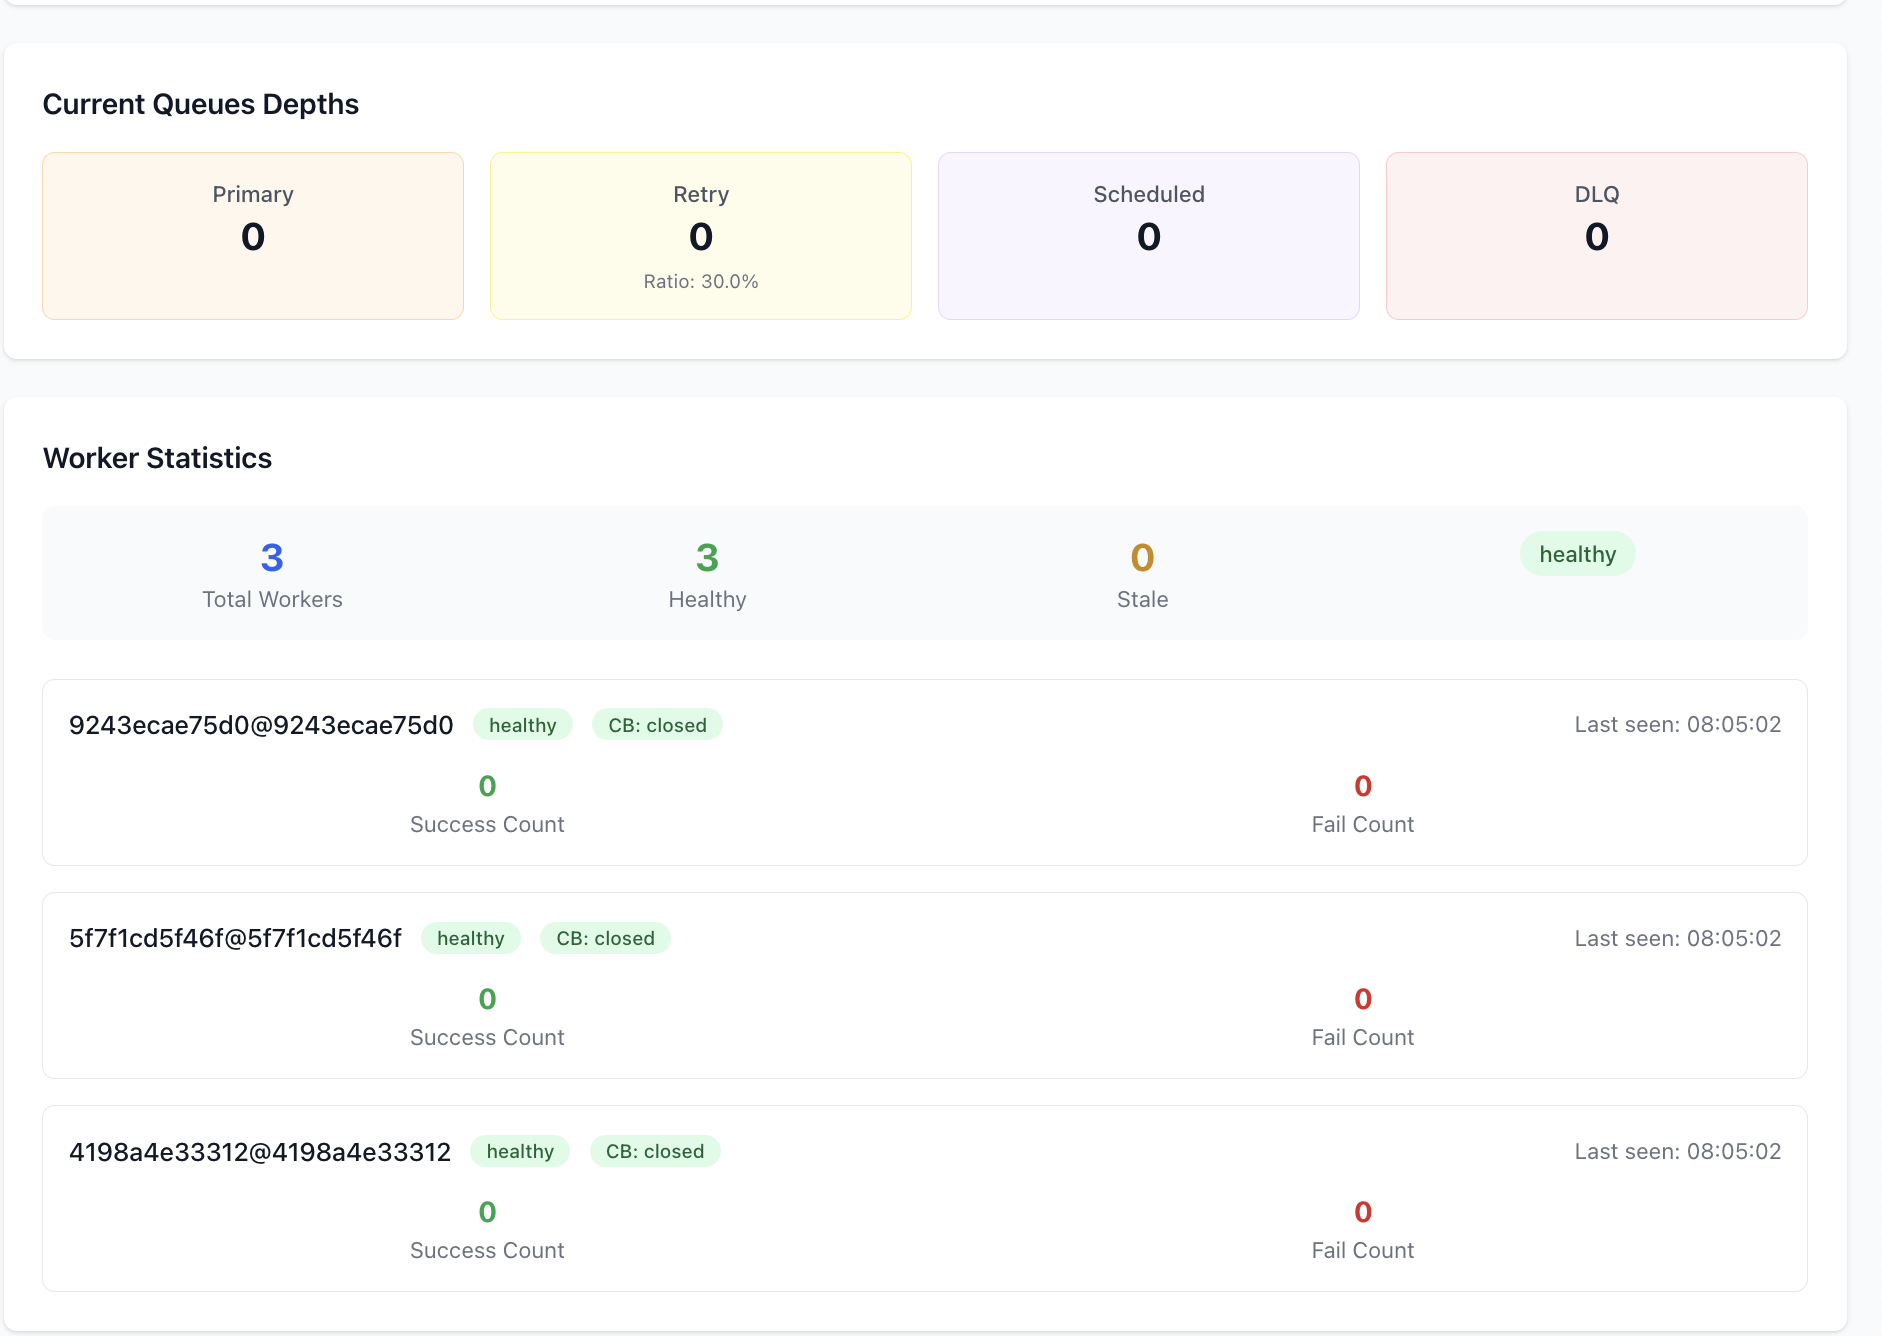 Current Queues Depths
Primary
0
Retry
0
Ratio: 30.0%
Scheduled
0
DLQ
0
Worker Statistics
3
Total Workers
3
Healthy
0
Stale
healthy
9243ecae75d0@9243ecae75d0 healthy CB: closed Last seen: 08:05:02
0
Success Count
0
Fail Count
5f7f1cd5f46f@5f7f1cd5f46f healthy CB: closed Last seen: 08:05:02
0
Success Count
0
Fail Count
4198a4e33312@4198a4e33312 healthy CB: closed Last seen: 08:05:02
0
Success Count
0
Fail Count